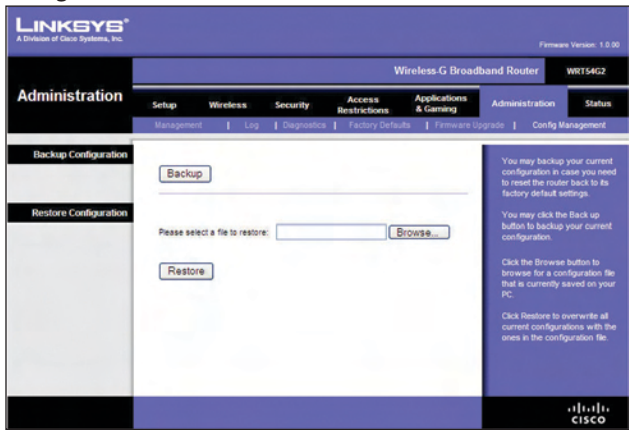 LINKSYS®
A Division of Cisco Systems, Inc.
Firmware Version: 1.0.00
Wireless-G Broadband Router
WRT54G2
Administration
Setup
Wireless
Security
Access Restrictions
Applications & Gaming
Administration
Status
Management | Log | Diagnostics | Factory Defaults | Firmware Upgrade | Config Management
Backup Configuration
Backup
Restore Configuration
Please select a file to restore:
Browse...
Restore
You may backup your current
configuration in case you need
to reset the router back to its
factory default settings.
You may click the Back up
button to backup your current
configuration.
Click the Browse button to
browse for a configuration file
that is currently saved on your
PC.
Click Restore to overwrite all
current configurations with the
ones in the configuration file.
CISCO